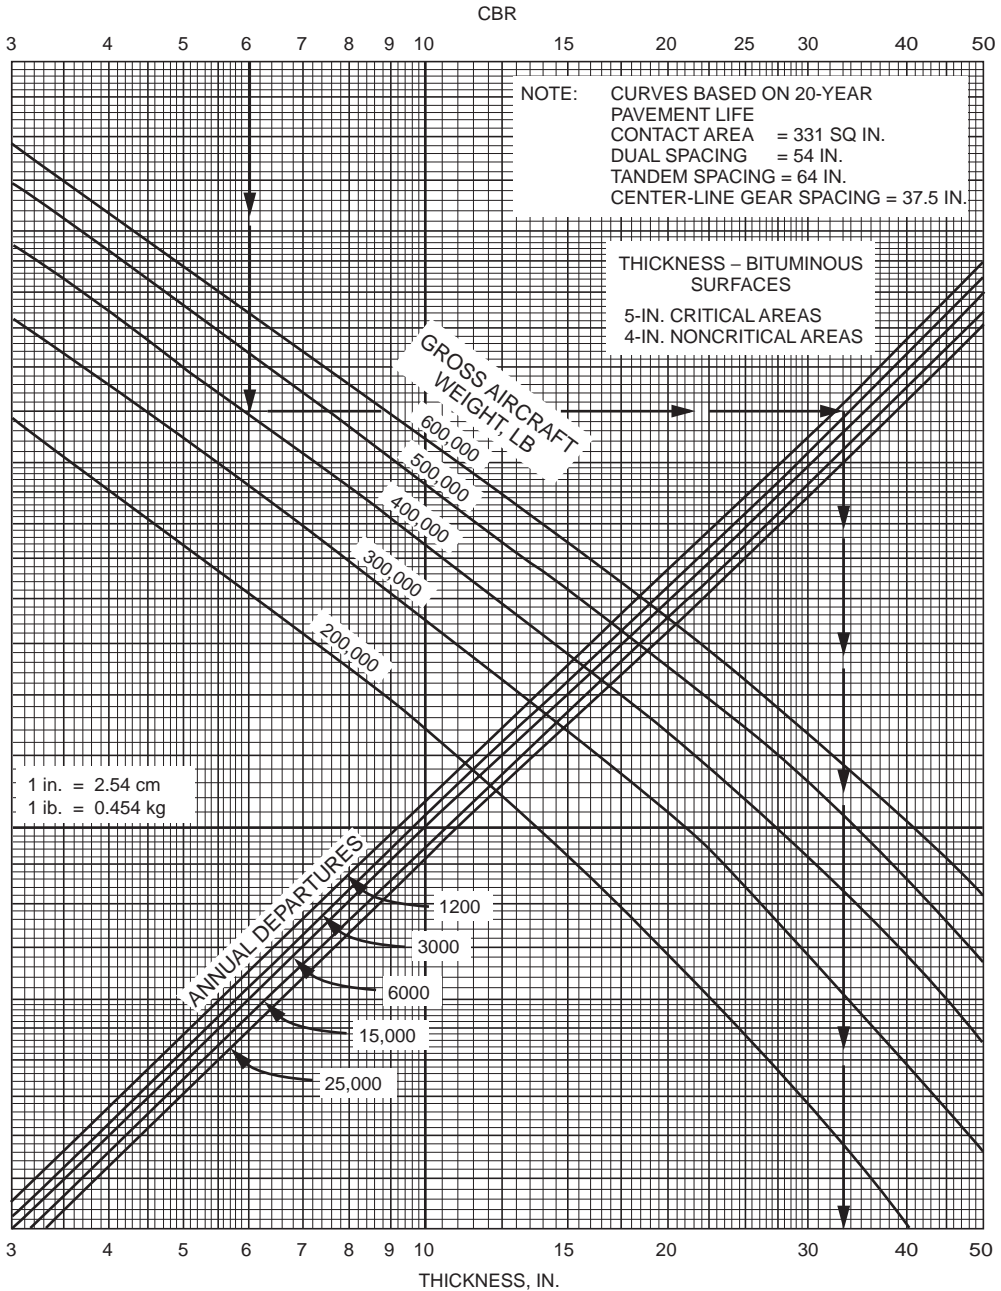 CBR
3 4 5 6 7 8 9 10 15 20 25 30 40 50
NOTE: CURVES BASED ON 20-YEAR
PAVEMENT LIFE
CONTACT AREA = 331 SQ IN.
DUAL SPACING = 54 IN.
TANDEM SPACING = 64 IN.
CENTER-LINE GEAR SPACING = 37.5 IN.
THICKNESS – BITUMINOUS
SURFACES
5-IN. CRITICAL AREAS
4-IN. NONCRITICAL AREAS
GROSS AIRCRAFT
WEIGHT, LB
600,000
500,000
400,000
300,000
200,000
1 in. = 2.54 cm
1 lb. = 0.454 kg
ANNUAL DEPARTURES
1200
3000
6000
15,000
25,000
3 4 5 6 7 8 9 10 15 20 30 40 50
THICKNESS, IN.